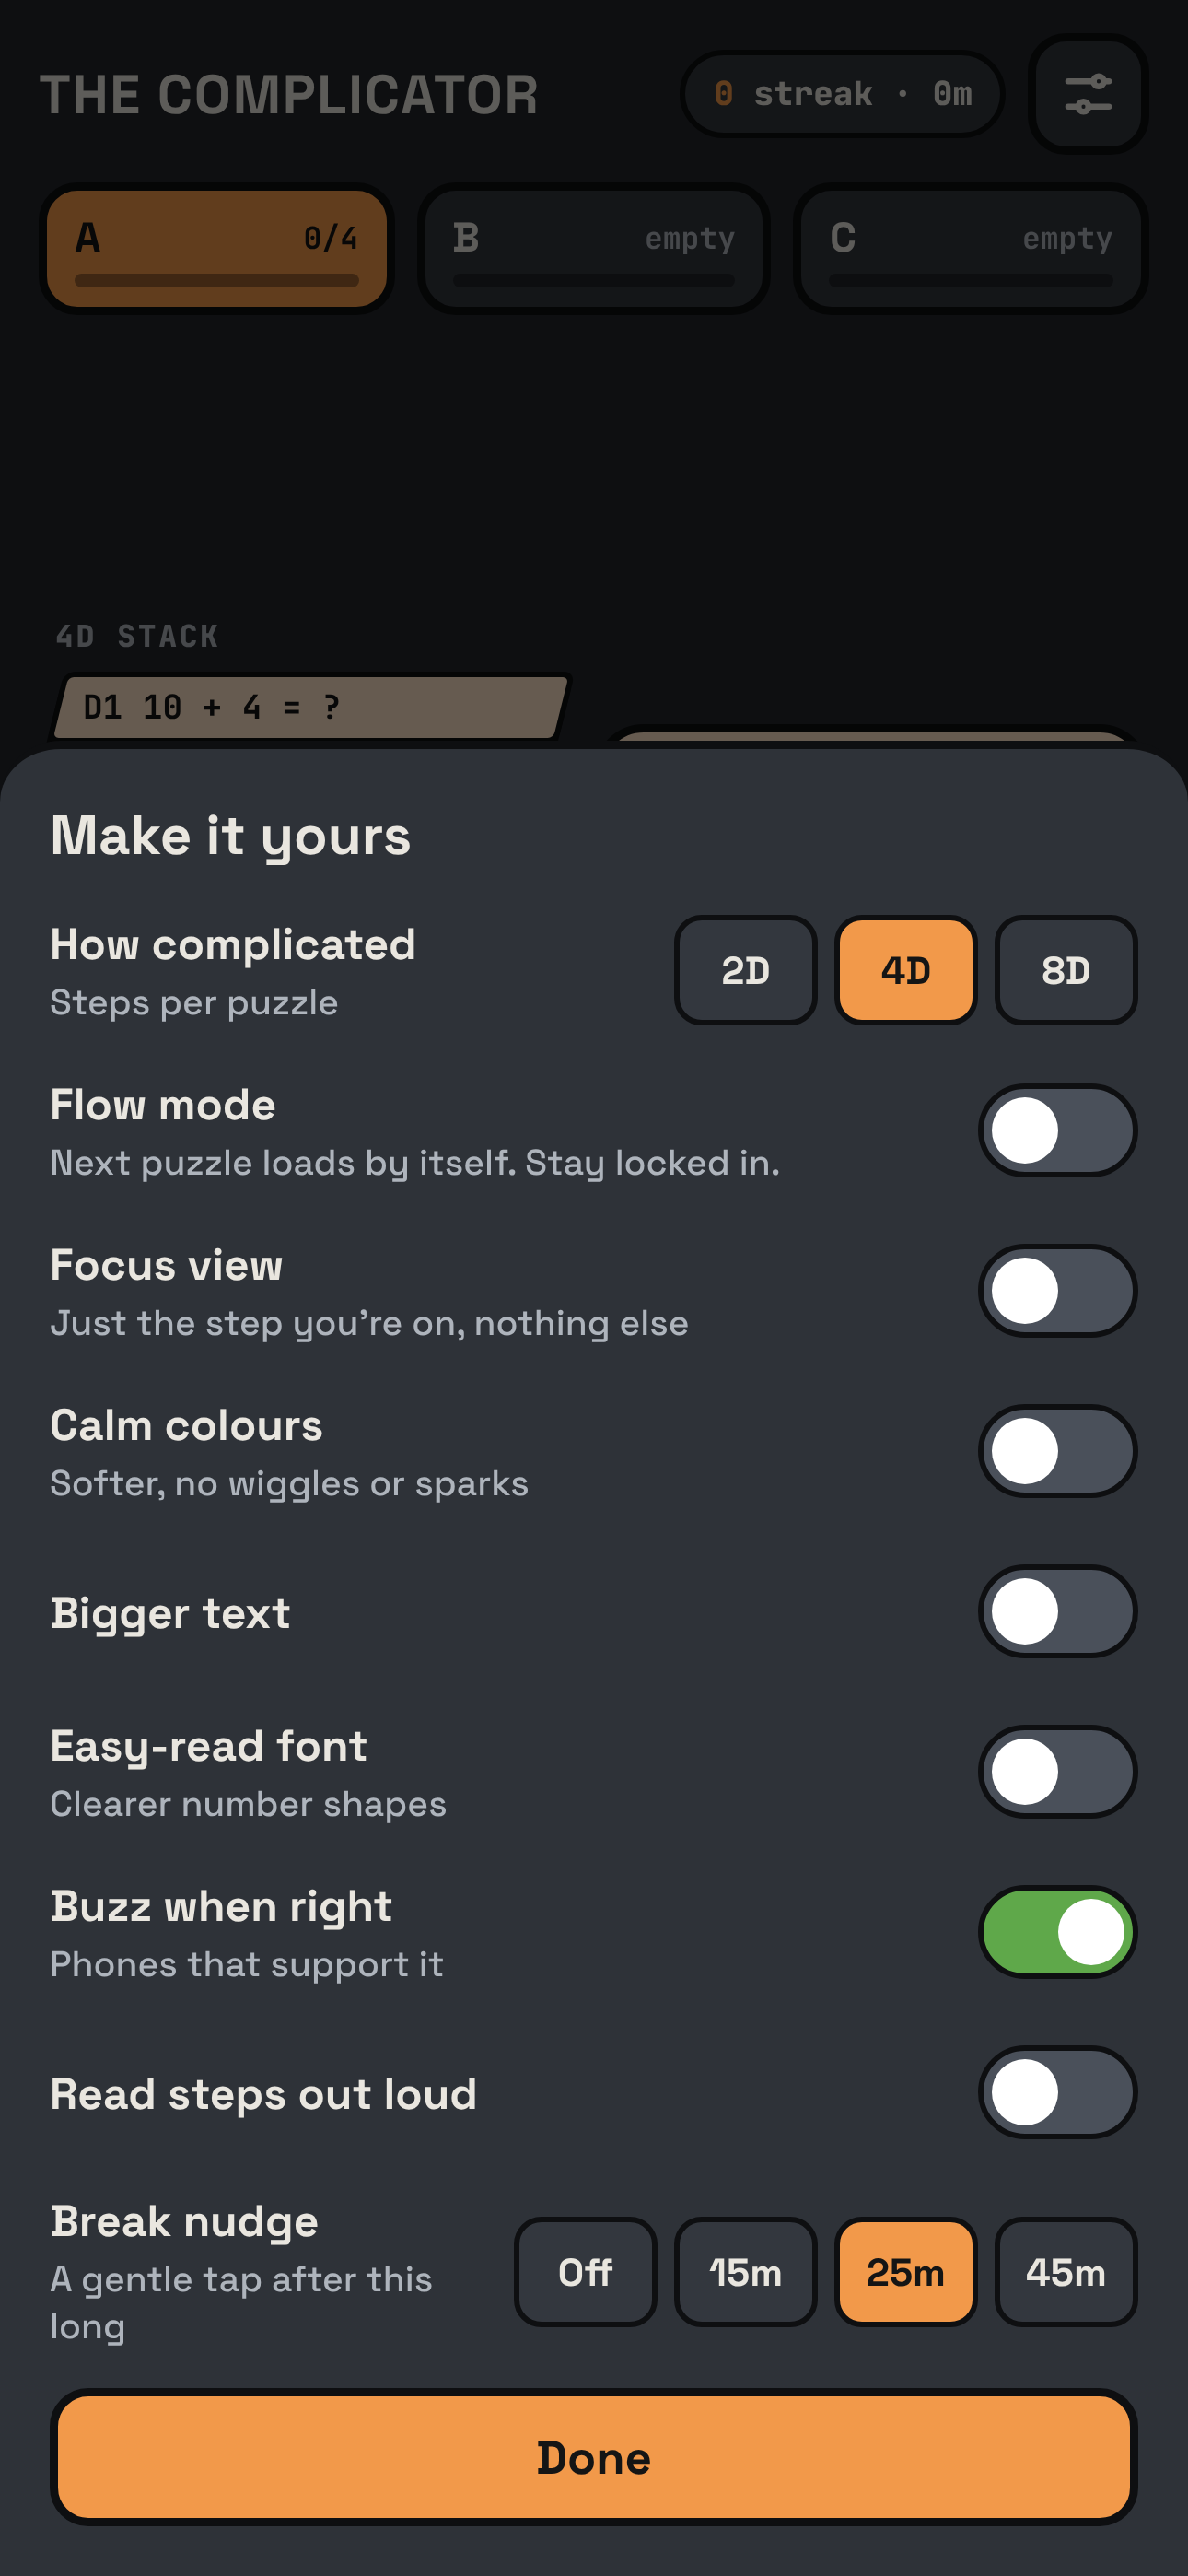 THE COMPLICATOR
0 streak · 0m
A 0/4
B empty
C empty
4D STACK
D1 10 + 4 = ?
Make it yours
How complicated
Steps per puzzle
2D 4D 8D
Flow mode
Next puzzle loads by itself. Stay locked in.
Focus view
Just the step you’re on, nothing else
Calm colours
Softer, no wiggles or sparks
Bigger text
Easy-read font
Clearer number shapes
Buzz when right
Phones that support it
Read steps out loud
Break nudge
A gentle tap after this
long
Off 15m 25m 45m
Done